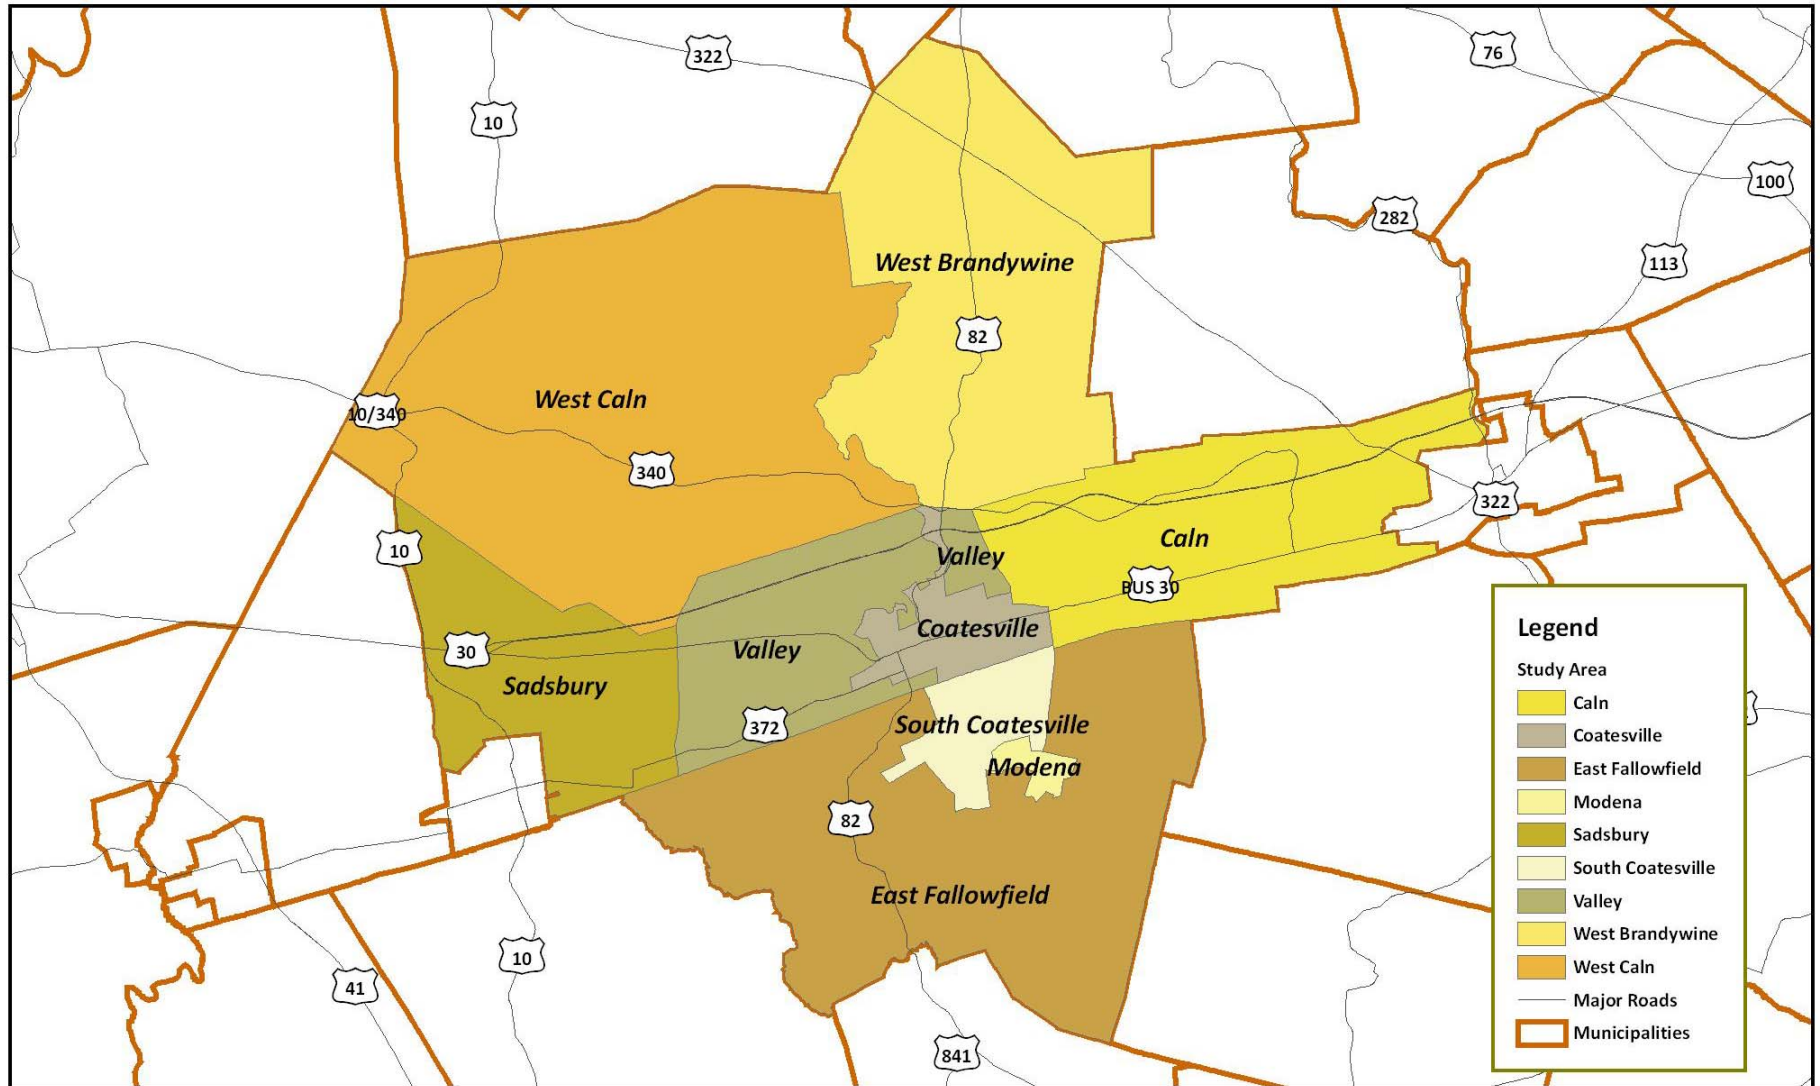 322
76
10
100
282
West Brandywine
113
82
West Caln
10/340
340
322
10
Valley
Caln
BUS 30
Coatesville
30
Valley
Sadsbury
South Coatesville
372
Modena
82
East Fallowfield
10
41
841
Legend
Study Area
Caln
Coatesville
East Fallowfield
Modena
Sadsbury
South Coatesville
Valley
West Brandywine
West Caln
Major Roads
Municipalities